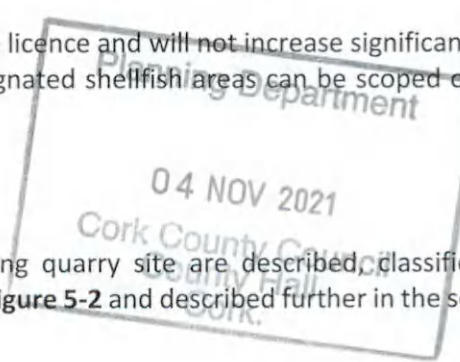 licence and will not increase significan
Planning Department
gnated shellfish areas can be scoped
04 NOV 2021
Cork County Council
ng quarry site are described, classific
County Hall
igure 5-2 and described further in the s
Cork.